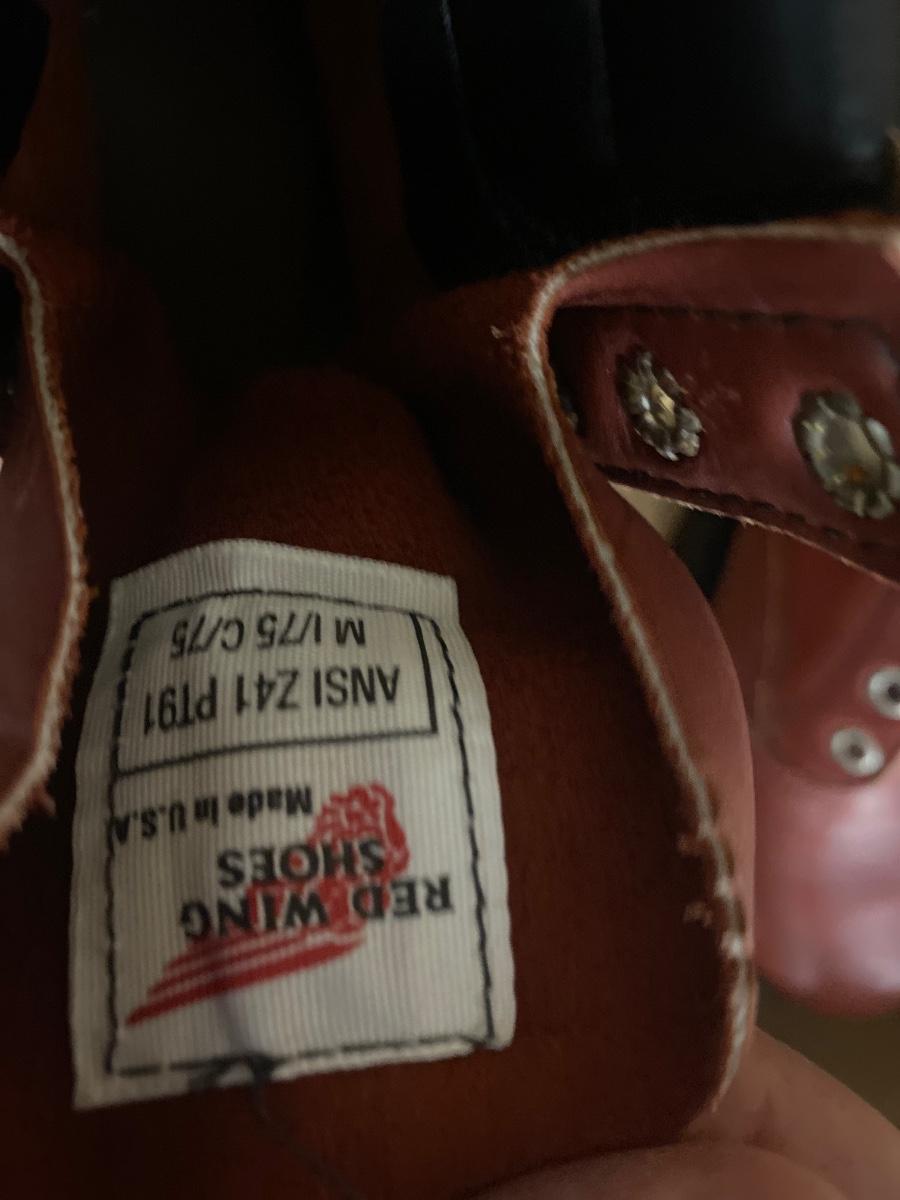 RED WING
SHOES
Made in U.S.A
ANSI Z41 PT91
M I/75 C/75